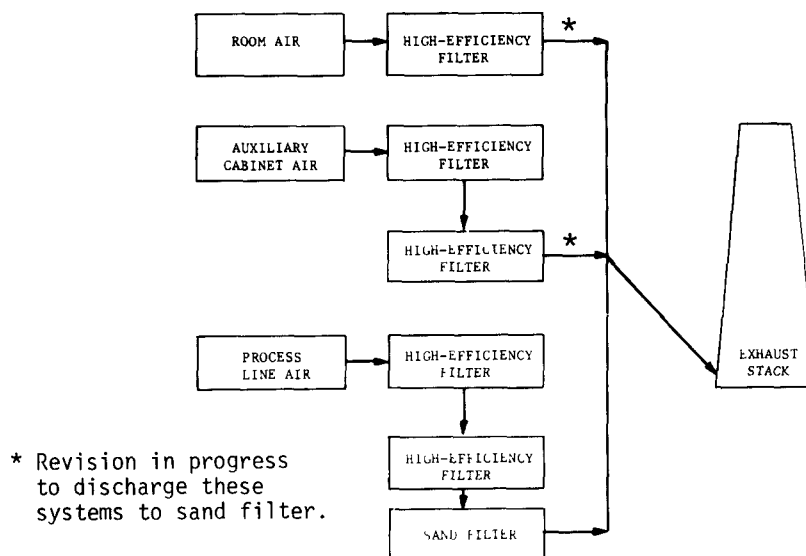 ROOM AIR
HIGH-EFFICIENCY
FILTER
*
AUXILIARY
CABINET AIR
HIGH-EFFICIENCY
FILTER
HIGH-EFFICIENCY
FILTER
*
PROCESS
LINE AIR
HIGH-EFFICIENCY
FILTER
HIGH-EFFICIENCY
FILTER
SAND FILTER
EXHAUST
STACK
* Revision in progress
to discharge these
systems to sand filter.